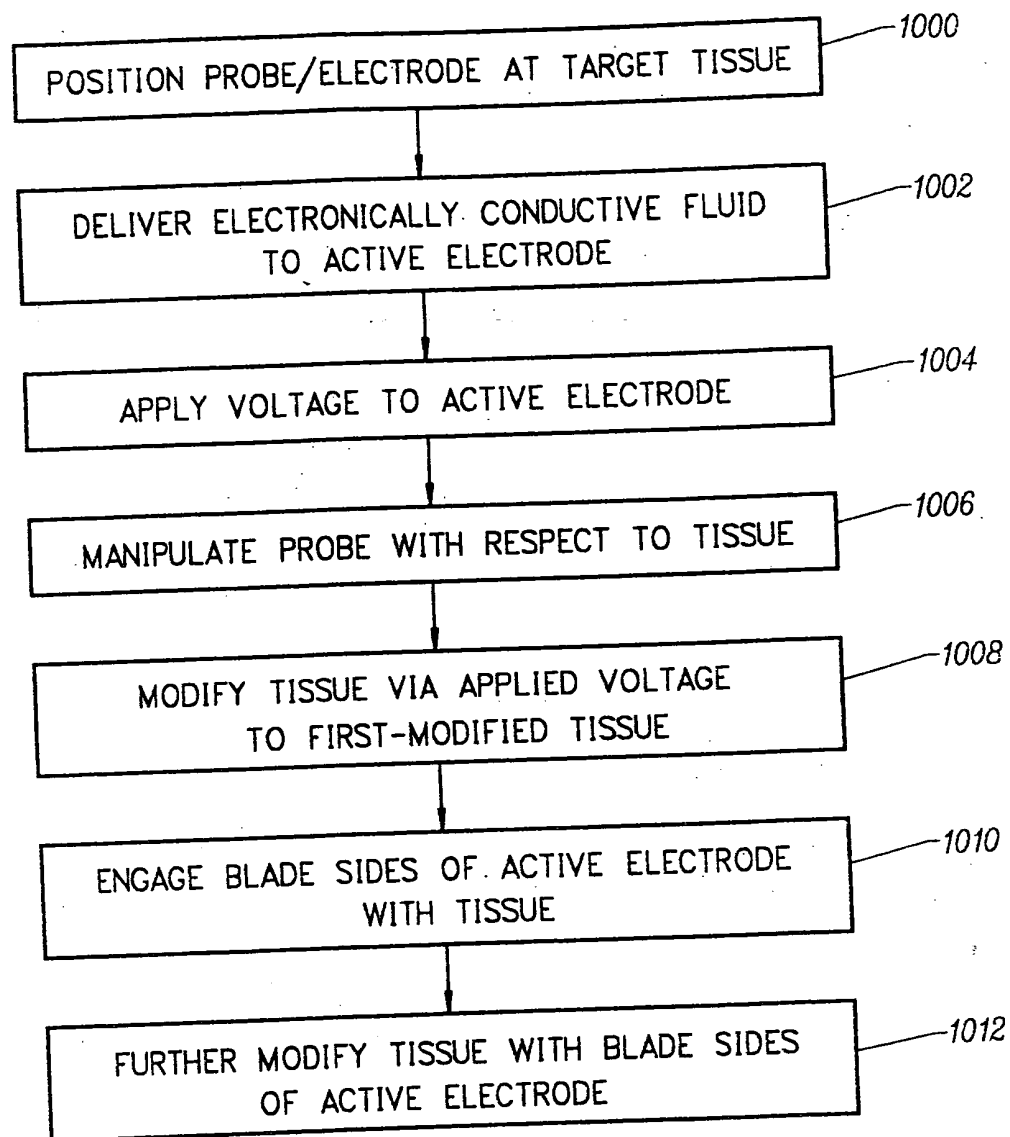 1000
POSITION PROBE/ELECTRODE AT TARGET TISSUE
1002
DELIVER ELECTRONICALLY CONDUCTIVE FLUID
TO ACTIVE ELECTRODE
1004
APPLY VOLTAGE TO ACTIVE ELECTRODE
1006
MANIPULATE PROBE WITH RESPECT TO TISSUE
1008
MODIFY TISSUE VIA APPLIED VOLTAGE
TO FIRST-MODIFIED TISSUE
1010
ENGAGE BLADE SIDES OF ACTIVE ELECTRODE
WITH TISSUE
1012
FURTHER MODIFY TISSUE WITH BLADE SIDES
OF ACTIVE ELECTRODE